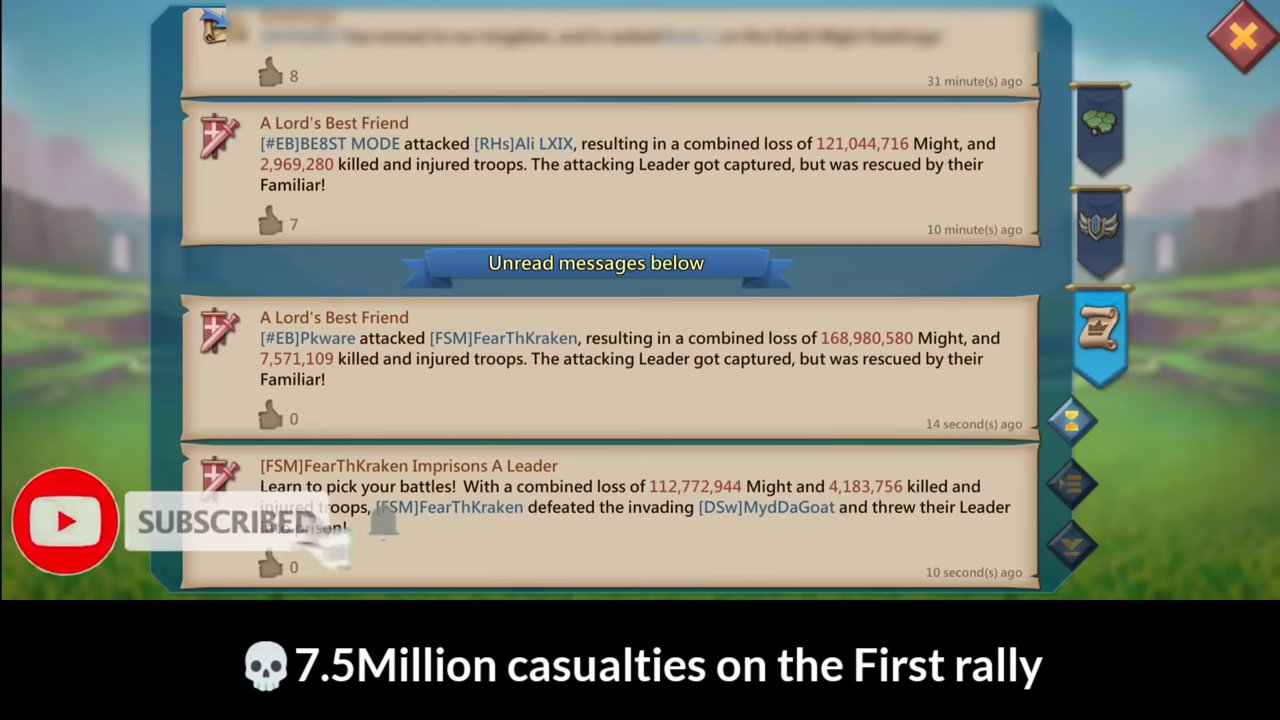 8
31 minute(s) ago
A Lord's Best Friend
[#EB]BE8ST MODE attacked [RHs]Ali LXIX, resulting in a combined loss of 121,044,716 Might, and
2,969,280 killed and injured troops. The attacking Leader got captured, but was rescued by their
Familiar!
7
10 minute(s) ago
Unread messages below
A Lord's Best Friend
[#EB]Pkware attacked [FSM]FearThKraken, resulting in a combined loss of 168,980,580 Might, and
7,571,109 killed and injured troops. The attacking Leader got captured, but was rescued by their
Familiar!
0
14 second(s) ago
[FSM]FearThKraken Imprisons A Leader
Learn to pick your battles! With a combined loss of 112,772,944 Might and 4,183,756 killed and
injured troops, [FSM]FearThKraken defeated the invading [DSw]MydDaGoat and threw their Leader
into prison!
SUBSCRIBED
0
10 second(s) ago
💀7.5Million casualties on the First rally